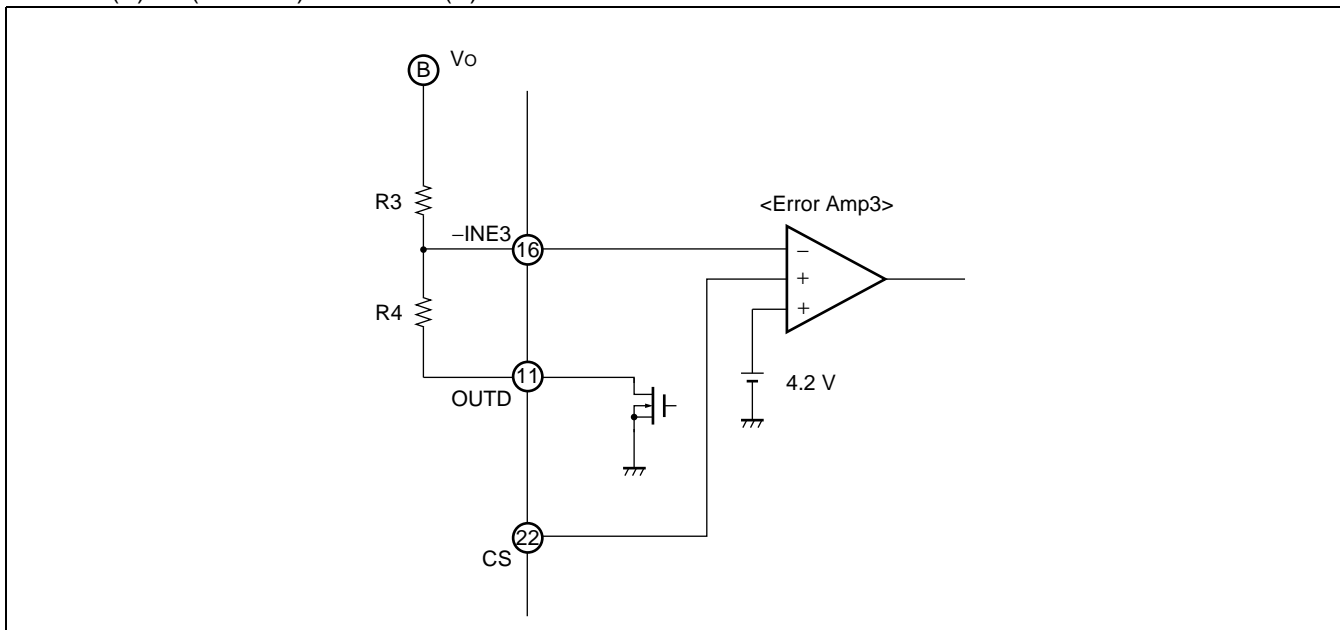 B Vo
R3
<Error Amp3>
–INE3 16
–
+
+
R4
11
4.2 V
OUTD
22
CS